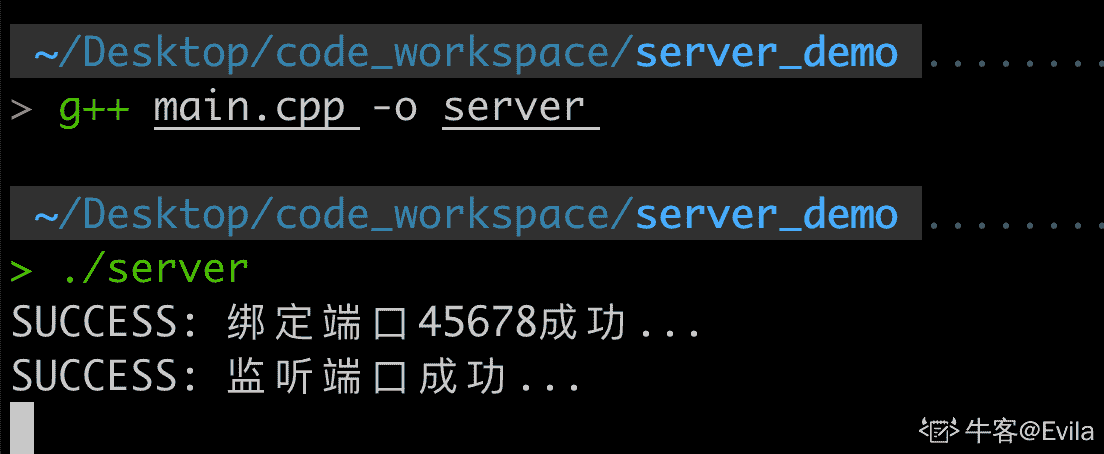 ~/Desktop/code_workspace/server_demo ........
> g++ main.cpp -o server
~/Desktop/code_workspace/server_demo ........
> ./server
SUCCESS: 绑定端口45678成功...
SUCCESS: 监听端口成功...
牛客@Evila